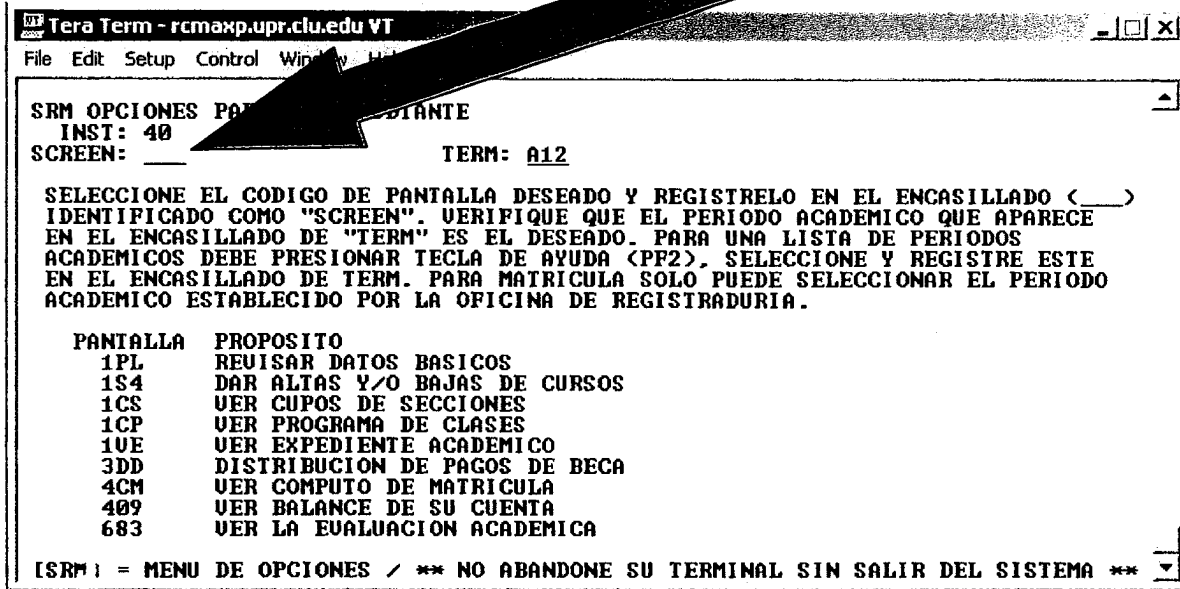 Tera Term - rcmaxp.upr.clu.edu VT
File Edit Setup Control Window
SRM OPCIONES
INST: 40
SCREEN: ___ TERM: A12
SELECCIONE EL CODIGO DE PANTALLA DESEADO Y REGISTRELO EN EL ENCASILLADO (___)
IDENTIFICADO COMO "SCREEN". VERIFIQUE QUE EL PERIODO ACADEMICO QUE APARECE
EN EL ENCASILLADO DE "TERM" ES EL DESEADO. PARA UNA LISTA DE PERIODOS
ACADEMICOS DEBE PRESIONAR TECLA DE AYUDA (PF2), SELECCIONE Y REGISTRE ESTE
EN EL ENCASILLADO DE TERM. PARA MATRICULA SOLO PUEDE SELECCIONAR EL PERIODO
ACADEMICO ESTABLECIDO POR LA OFICINA DE REGISTRADURIA.
PANTALLA PROPOSITO
1PL REVISAR DATOS BASICOS
1S4 DAR ALTAS Y/O BAJAS DE CURSOS
1CS VER CUPOS DE SECCIONES
1CP VER PROGRAMA DE CLASES
1VE VER EXPEDIENTE ACADEMICO
3DD DISTRIBUCION DE PAGOS DE BECA
4CM VER COMPUTO DE MATRICULA
409 VER BALANCE DE SU CUENTA
683 VER LA EVALUACION ACADEMICA
[SRM] = MENU DE OPCIONES / ** NO ABANDONE SU TERMINAL SIN SALIR DEL SISTEMA **